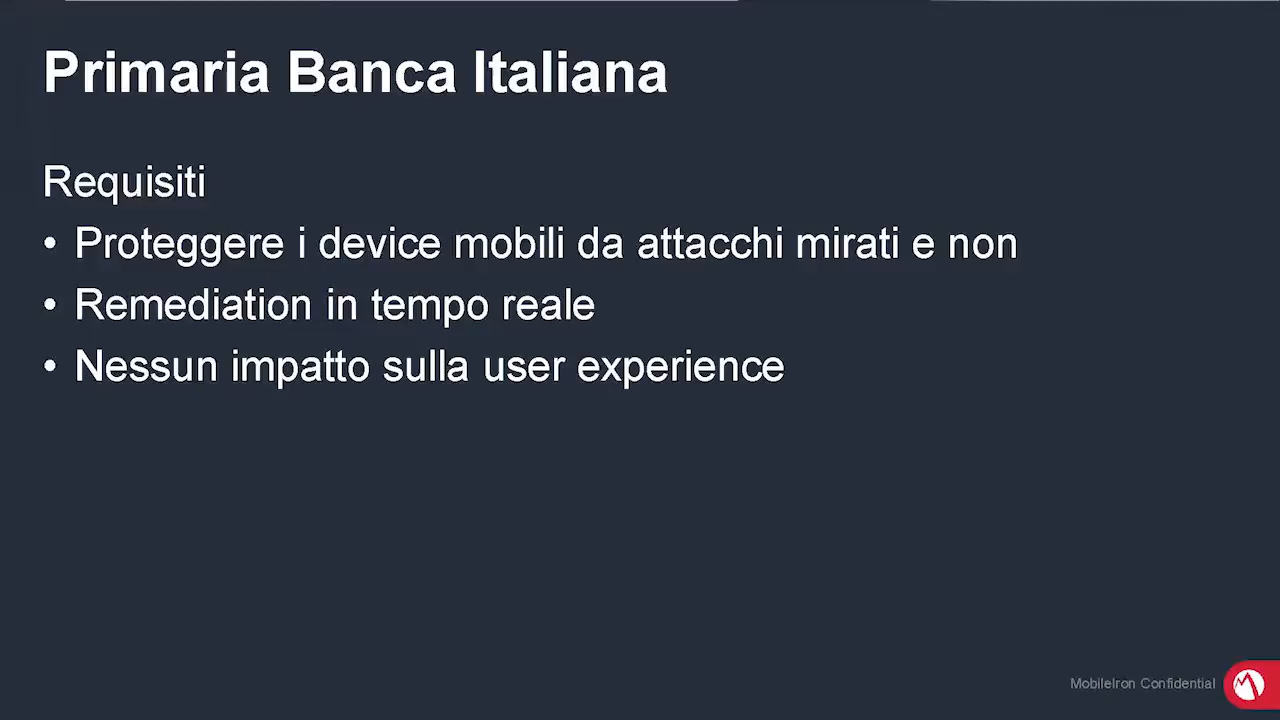 Primaria Banca Italiana
Requisiti
• Proteggere i device mobili da attacchi mirati e non
• Remediation in tempo reale
• Nessun impatto sulla user experience
MobileIron Confidential